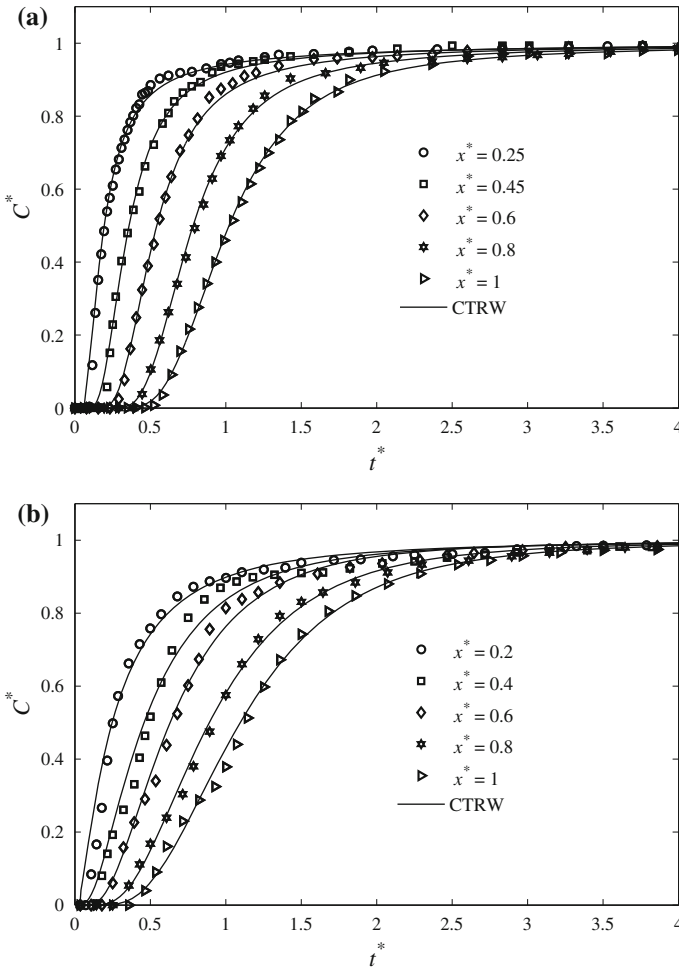 (a)
1
0.8
0.6
0.4
0.2
0
C*
x* = 0.25
x* = 0.45
x* = 0.6
x* = 0.8
x* = 1
CTRW
0 0.5 1 1.5 2 2.5 3 3.5 4
t*
(b)
1
0.8
0.6
0.4
0.2
0
C*
x* = 0.2
x* = 0.4
x* = 0.6
x* = 0.8
x* = 1
CTRW
0 0.5 1 1.5 2 2.5 3 3.5 4
t*